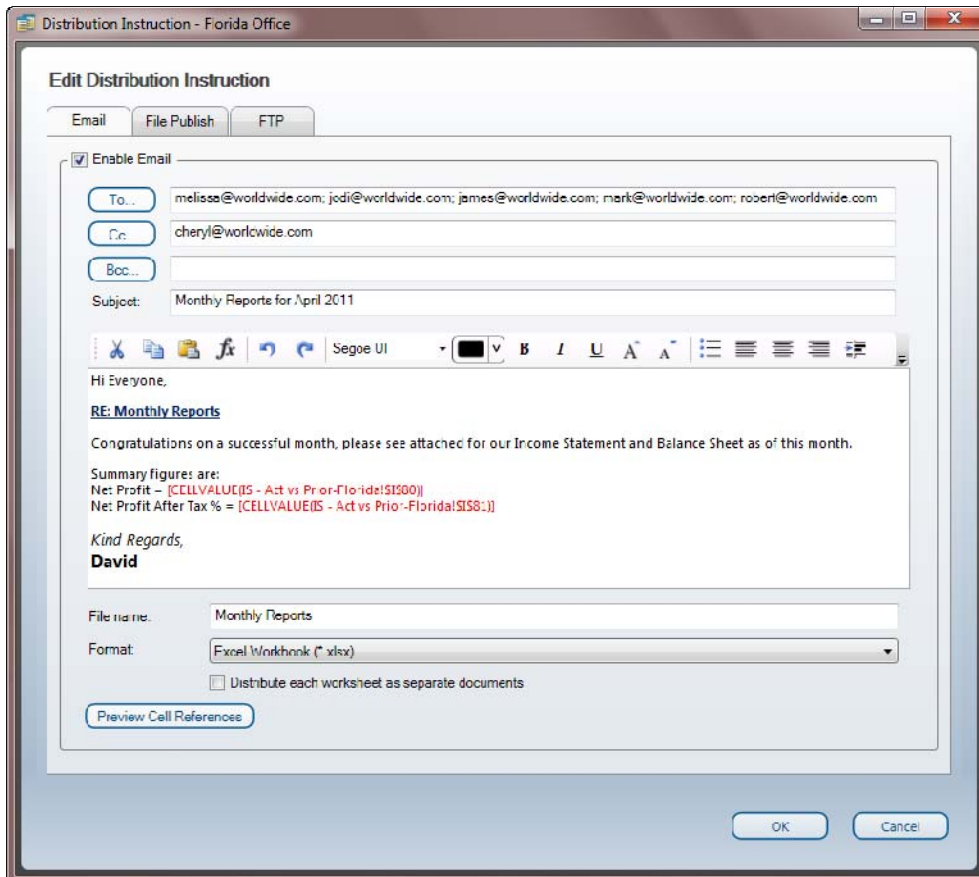 Distribution Instruction - Florida Office
Edit Distribution Instruction
Email File Publish FTP
Enable Email
To... melissa@worldwide.com; jodi@worldwide.com; james@worldwide.com; mark@worldwide.com; robert@worldwide.com
Cc... cheryl@worldwide.com
Bcc...
Subject: Monthly Reports for April 2011
fx Segoe UI B I U A A
Hi Everyone,
RE: Monthly Reports
Congratulations on a successful month, please see attached for our Income Statement and Balance Sheet as of this month.
Summary figures are:
Net Profit = [CELLVALUE(IS - Act vs Prior-Florida!$I$80)]
Net Profit After Tax % = [CELLVALUE(IS - Act vs Prior-Florida!$I$81)]
Kind Regards,
David
File name: Monthly Reports
Format: Excel Workbook (*.xlsx)
Distribute each worksheet as separate documents
Preview Cell References
OK Cancel